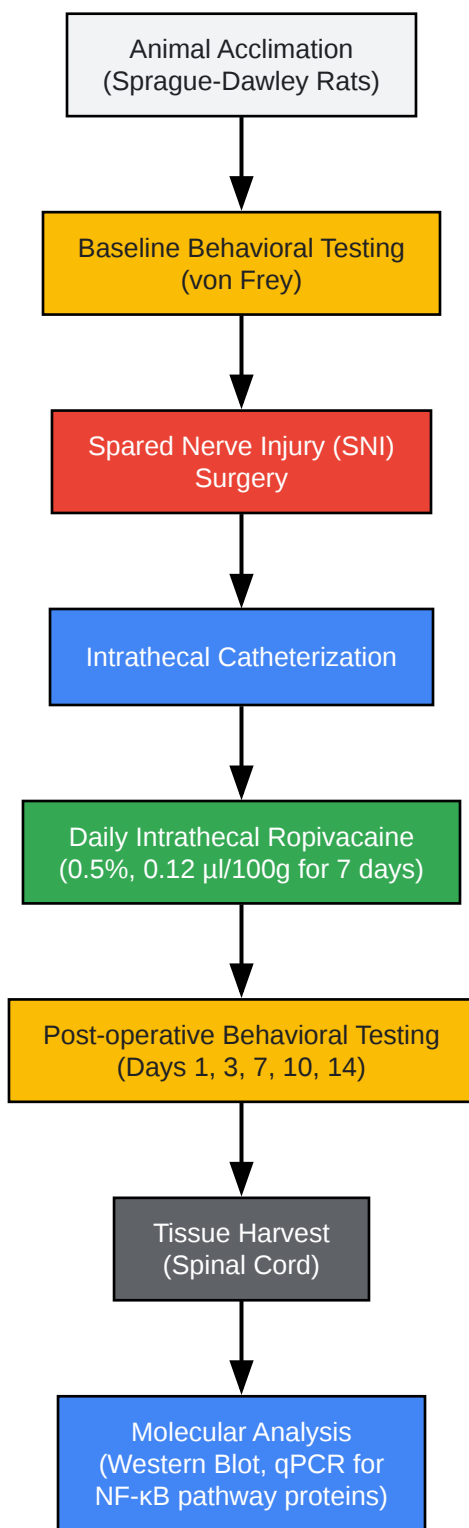 Animal Acclimation
(Sprague-Dawley Rats)
Baseline Behavioral Testing
(von Frey)
Spared Nerve Injury (SNI)
Surgery
Intrathecal Catheterization
Daily Intrathecal Ropivacaine
(0.5%, 0.12 µl/100g for 7 days)
Post-operative Behavioral Testing
(Days 1, 3, 7, 10, 14)
Tissue Harvest
(Spinal Cord)
Molecular Analysis
(Western Blot, qPCR for
NF-κB pathway proteins)